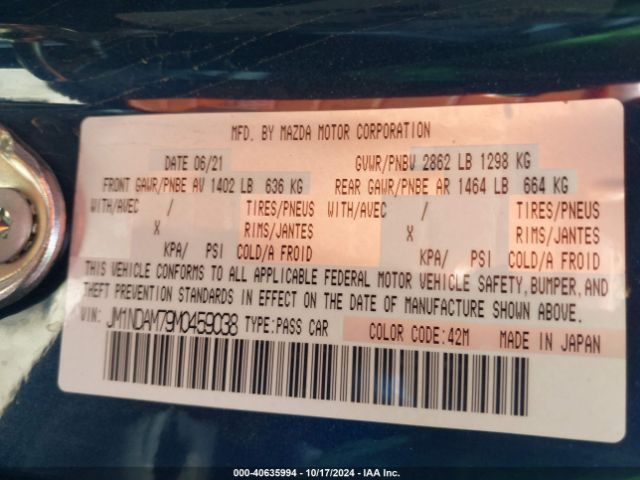 MFD. BY MAZDA MOTOR CORPORATION
DATE 06/21 GVWR/PNBV 2862 LB 1298 KG
FRONT GAWR/PNBE AV 1402 LB 636 KG REAR GAWR/PNBE AR 1464 LB 664 KG
WITH/AVEC / TIRES/PNEUS WITH/AVEC / TIRES/PNEUS
X RIMS/JANTES X RIMS/JANTES
KPA/ PSI COLD/A FROID KPA/ PSI COLD/A FROID
THIS VEHICLE CONFORMS TO ALL APPLICABLE FEDERAL MOTOR VEHICLE SAFETY, BUMPER, AND
THEFT PREVENTION STANDARDS IN EFFECT ON THE DATE OF MANUFACTURE SHOWN ABOVE.
VIN: JM1NDAM79M0459038 TYPE:PASS CAR COLOR CODE:42M MADE IN JAPAN
00-40635994 - 10/17/2024 - IAA Inc.